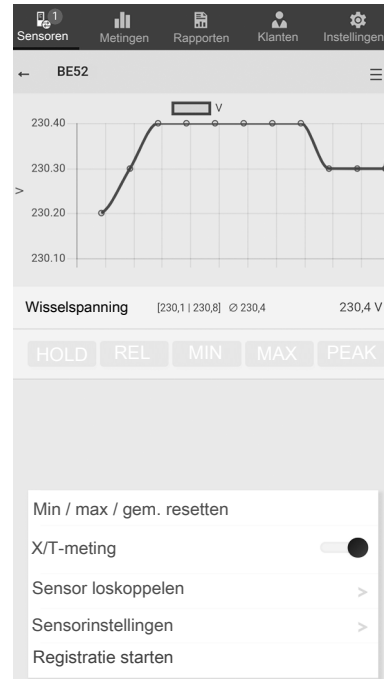 1
Sensoren Metingen Rapporten Klanten Instellingen
← BE52
V
230.40
230.30
V
230.20
230.10
Wisselspanning [230,1 | 230,8] ∅ 230,4 230,4 V
HOLD REL MIN MAX PEAK
Min / max / gem. resetten
X/T-meting
Sensor loskoppelen >
Sensorinstellingen >
Registratie starten